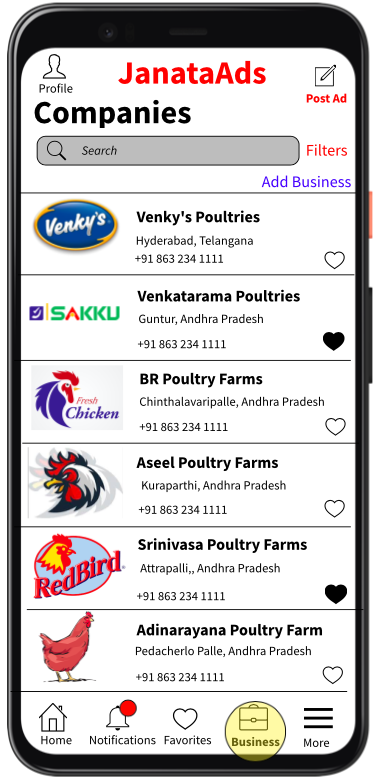 Profile
JanataAds
Post Ad
Companies
Search
Filters
Add Business
Venky's
Venky's Poultries
Hyderabad, Telangana
+91 863 234 1111
SAKKU
Venkatarama Poultries
Guntur, Andhra Pradesh
+91 863 234 1111
Fresh
Chicken
BR Poultry Farms
Chinthalavaripalle, Andhra Pradesh
+91 863 234 1111
Aseel Poultry Farms
Kuraparthi, Andhra Pradesh
+91 863 234 1111
RedBird
Srinivasa Poultry Farms
Attrapalli,, Andhra Pradesh
+91 863 234 1111
Adinarayana Poultry Farm
Pedacherlo Palle, Andhra Pradesh
+91 863 234 1111
Home Notifications Favorites Business More